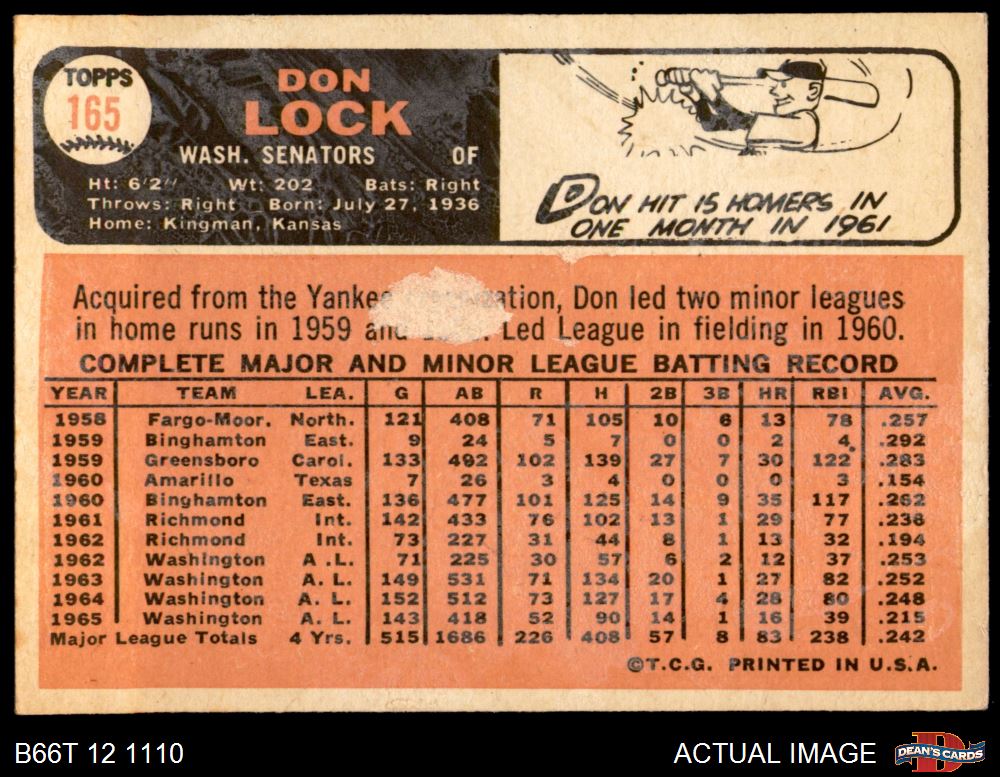 TOPPS
165
DON
LOCK
WASH. SENATORS OF
Ht: 6'2" Wt: 202 Bats: Right
Throws: Right Born: July 27, 1936
Home: Kingman, Kansas
DON HIT 15 HOMERS IN
ONE MONTH IN 1961
Acquired from the Yankee Don led two minor leagues
in home runs in 1959 and Led League in fielding in 1960.
COMPLETE MAJOR AND MINOR LEAGUE BATTING RECORD
YEAR TEAM LEA. G AB R H 2B 3B HR RBI AVG.
1958 Fargo-Moor. North. 121 408 71 105 10 6 13 78 .257
1959 Binghamton East. 9 24 5 7 0 0 2 4 .292
1959 Greensboro Carol. 133 492 102 139 27 7 30 122 .283
1960 Amarillo Texas 7 26 3 4 0 0 0 3 .154
1960 Binghamton East. 136 477 101 125 14 9 35 117 .262
1961 Richmond Int. 142 433 76 102 13 1 29 77 .236
1962 Richmond Int. 73 227 31 44 8 1 13 32 .194
1962 Washington A .L. 71 225 30 57 6 2 12 37 .253
1963 Washington A. L. 149 531 71 134 20 1 27 82 .252
1964 Washington A. L. 152 512 73 127 17 4 28 80 .248
1965 Washington A. L. 143 418 52 90 14 1 16 39 .215
Major League Totals 4 Yrs. 515 1686 226 408 57 8 83 238 .242
©T.C.G. PRINTED IN U.S.A.
B66T 12 1110
ACTUAL IMAGE
DEAN'S CARDS